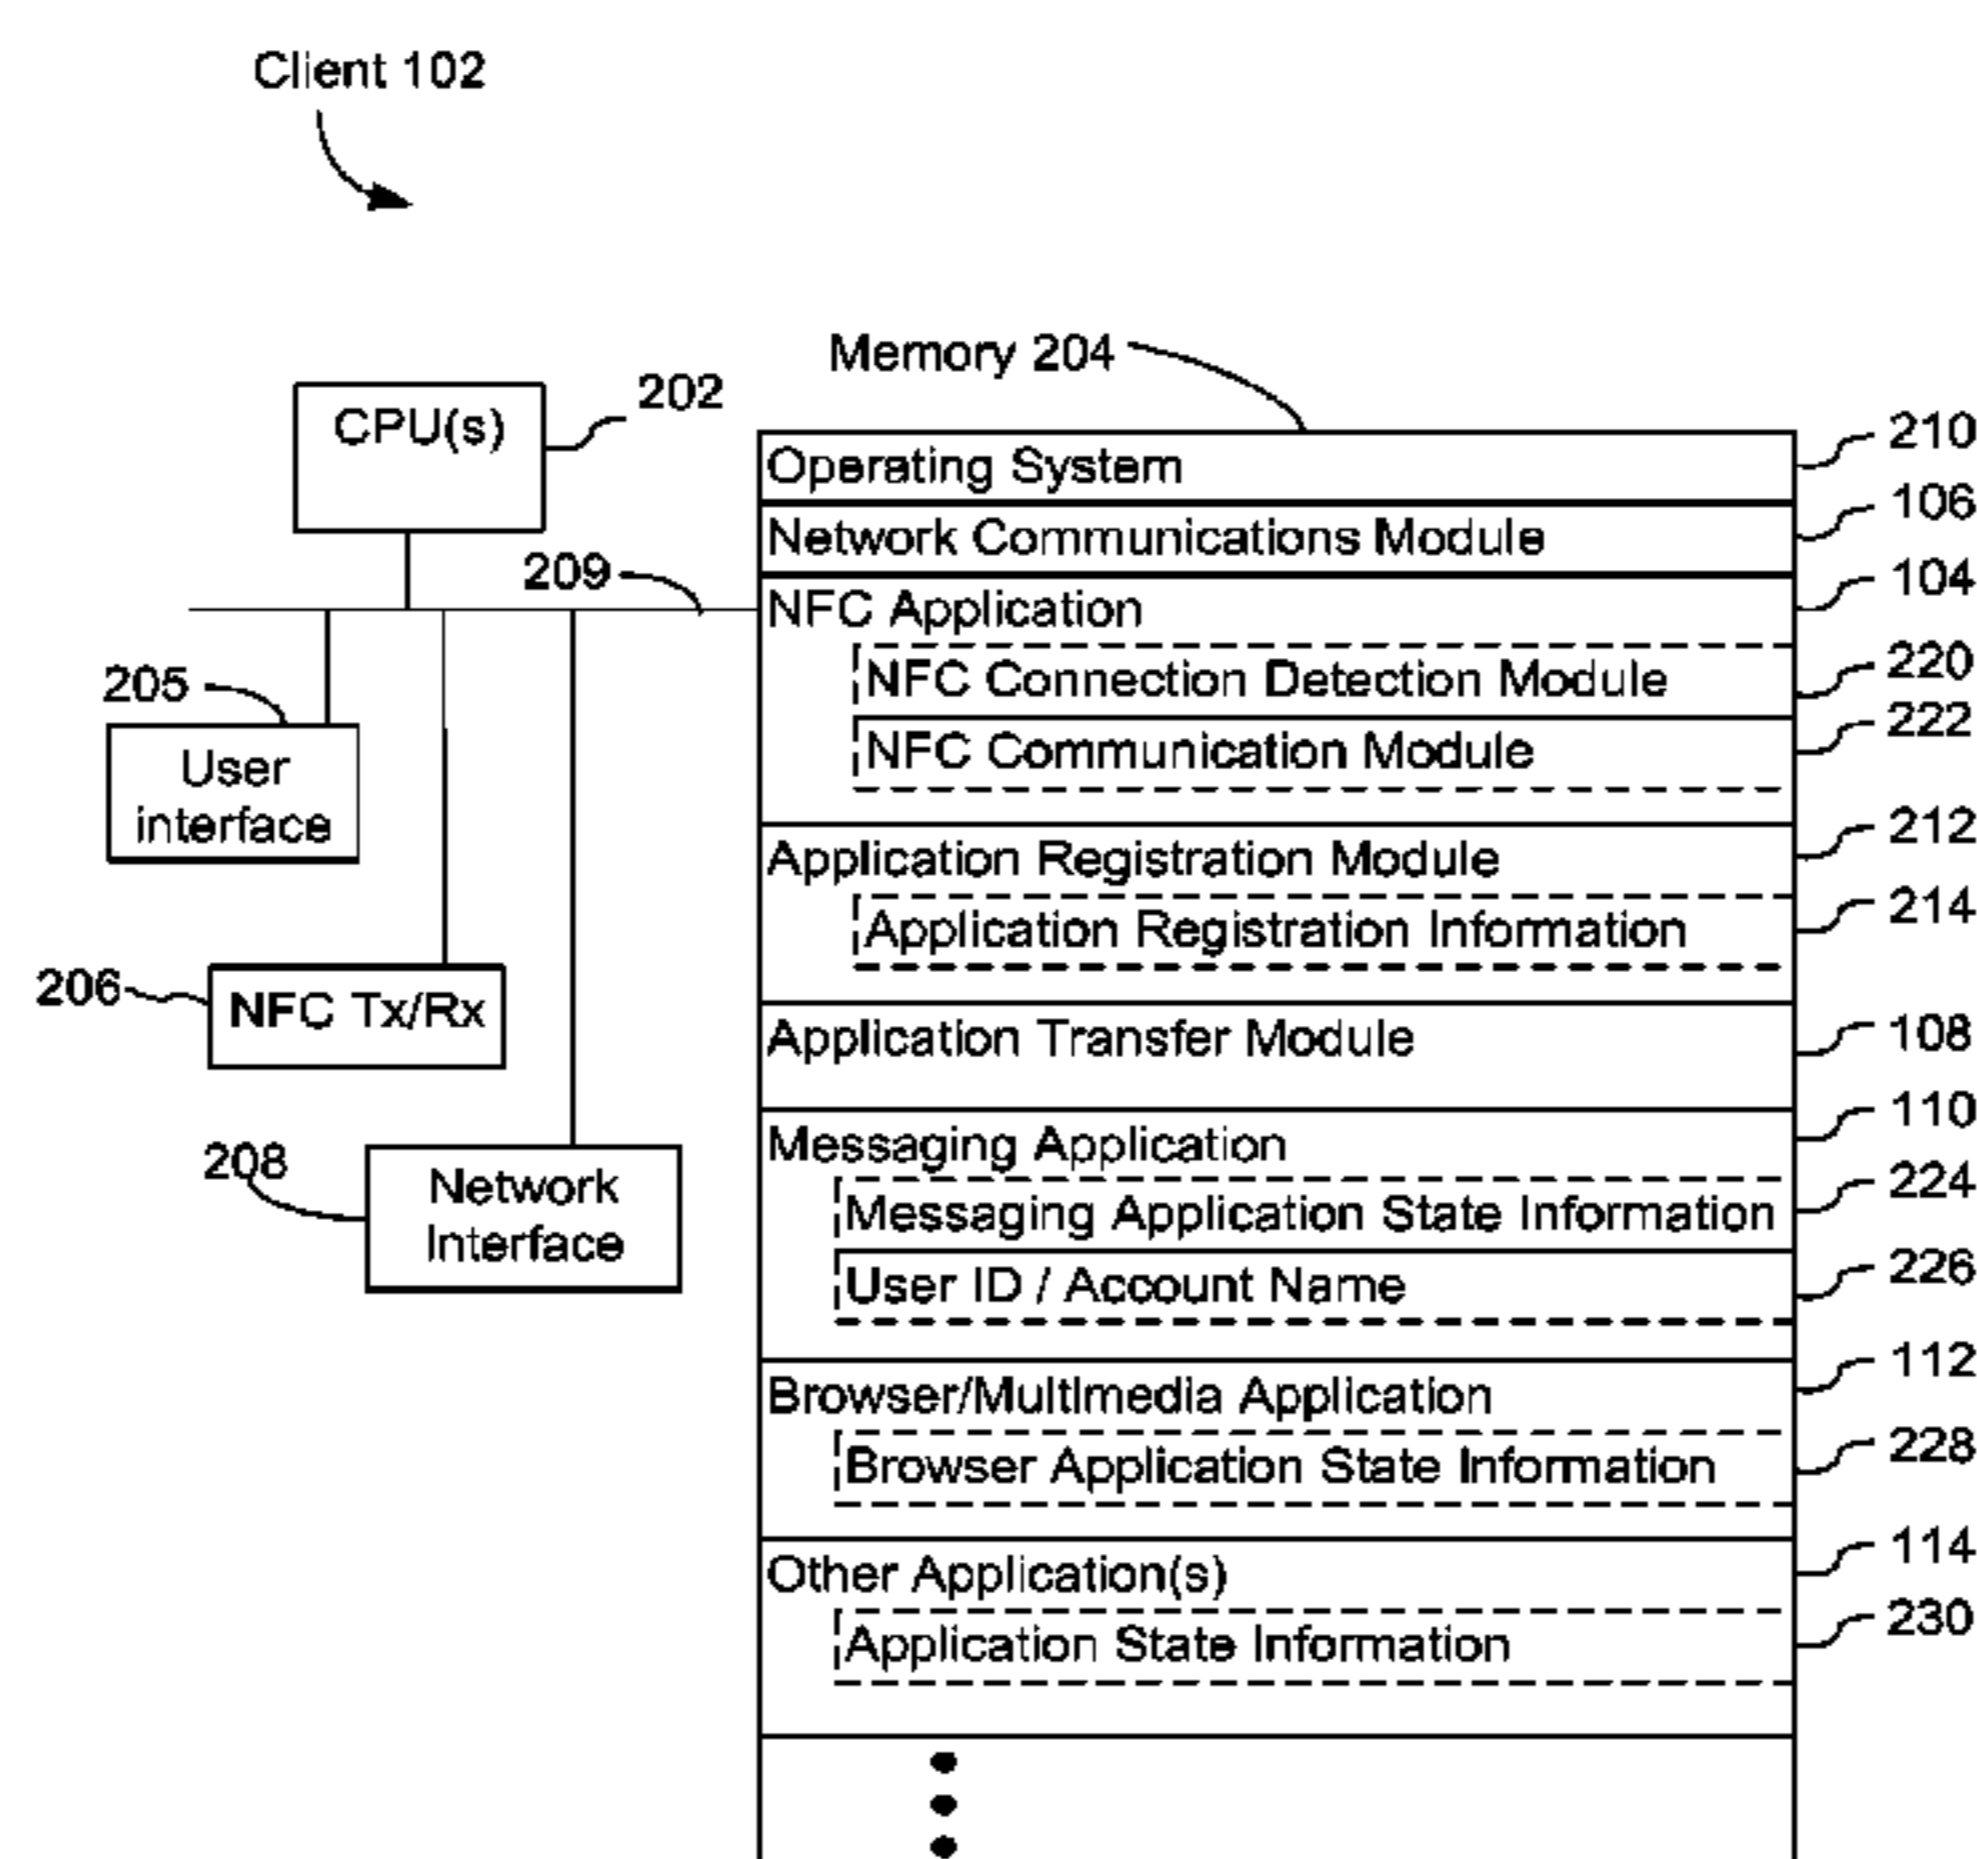 Client 102
Memory 204
CPU(s)
202
209
205
User
interface
206
NFC Tx/Rx
208
Network
Interface
Operating System
210
Network Communications Module
106
NFC Application
104
NFC Connection Detection Module
220
NFC Communication Module
222
Application Registration Module
212
Application Registration Information
214
Application Transfer Module
108
Messaging Application
110
Messaging Application State Information
224
User ID / Account Name
226
Browser/Multimedia Application
112
Browser Application State Information
228
Other Application(s)
114
Application State Information
230